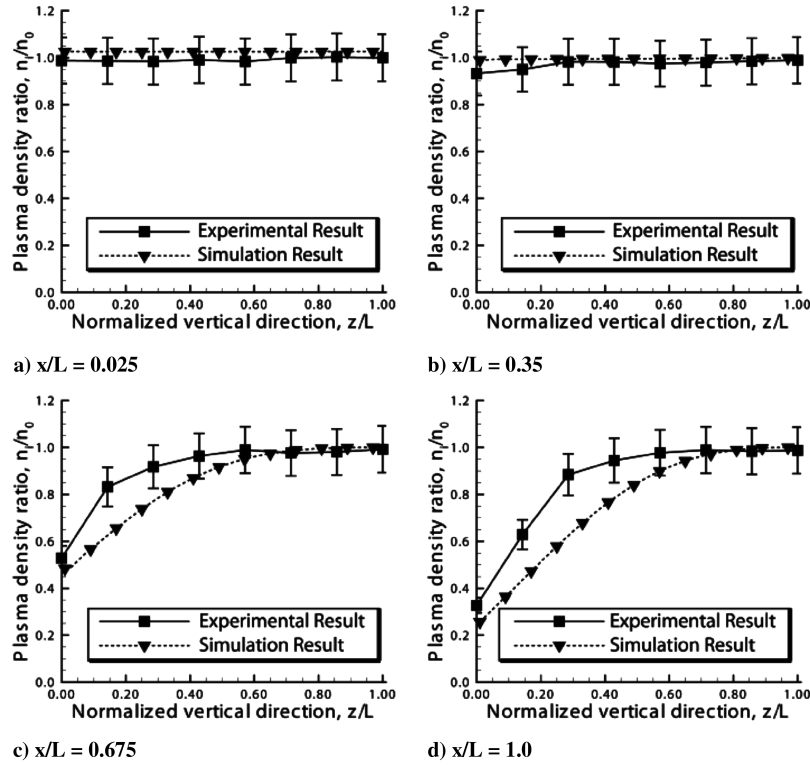 Plasma density ratio, nᵢ/n₀
1.2
1.0
0.8
0.6
0.4
0.2
0.0
Experimental Result
Simulation Result
0.00 0.20 0.40 0.60 0.80 1.00
Normalized vertical direction, z/L
a) x/L = 0.025
Plasma density ratio, nᵢ/n₀
1.2
1.0
0.8
0.6
0.4
0.2
0.0
Experimental Result
Simulation Result
0.00 0.20 0.40 0.60 0.80 1.00
Normalized vertical direction, z/L
b) x/L = 0.35
Plasma density ratio, nᵢ/n₀
1.2
1.0
0.8
0.6
0.4
0.2
0.0
Experimental Result
Simulation Result
0.00 0.20 0.40 0.60 0.80 1.00
Normalized vertical direction, z/L
c) x/L = 0.675
Plasma density ratio, nᵢ/n₀
1.2
1.0
0.8
0.6
0.4
0.2
0.0
Experimental Result
Simulation Result
0.00 0.20 0.40 0.60 0.80 1.00
Normalized vertical direction, z/L
d) x/L = 1.0